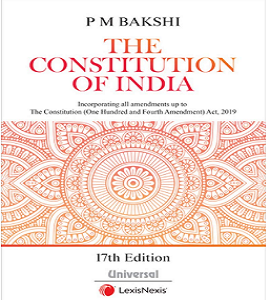 P M BAKSHI
THE
CONSTITUTION
OF INDIA
Incorporating all amendments up to
The Constitution (One Hundred and Fourth Amendment) Act, 2019
17th Edition
Universal
LexisNexis®